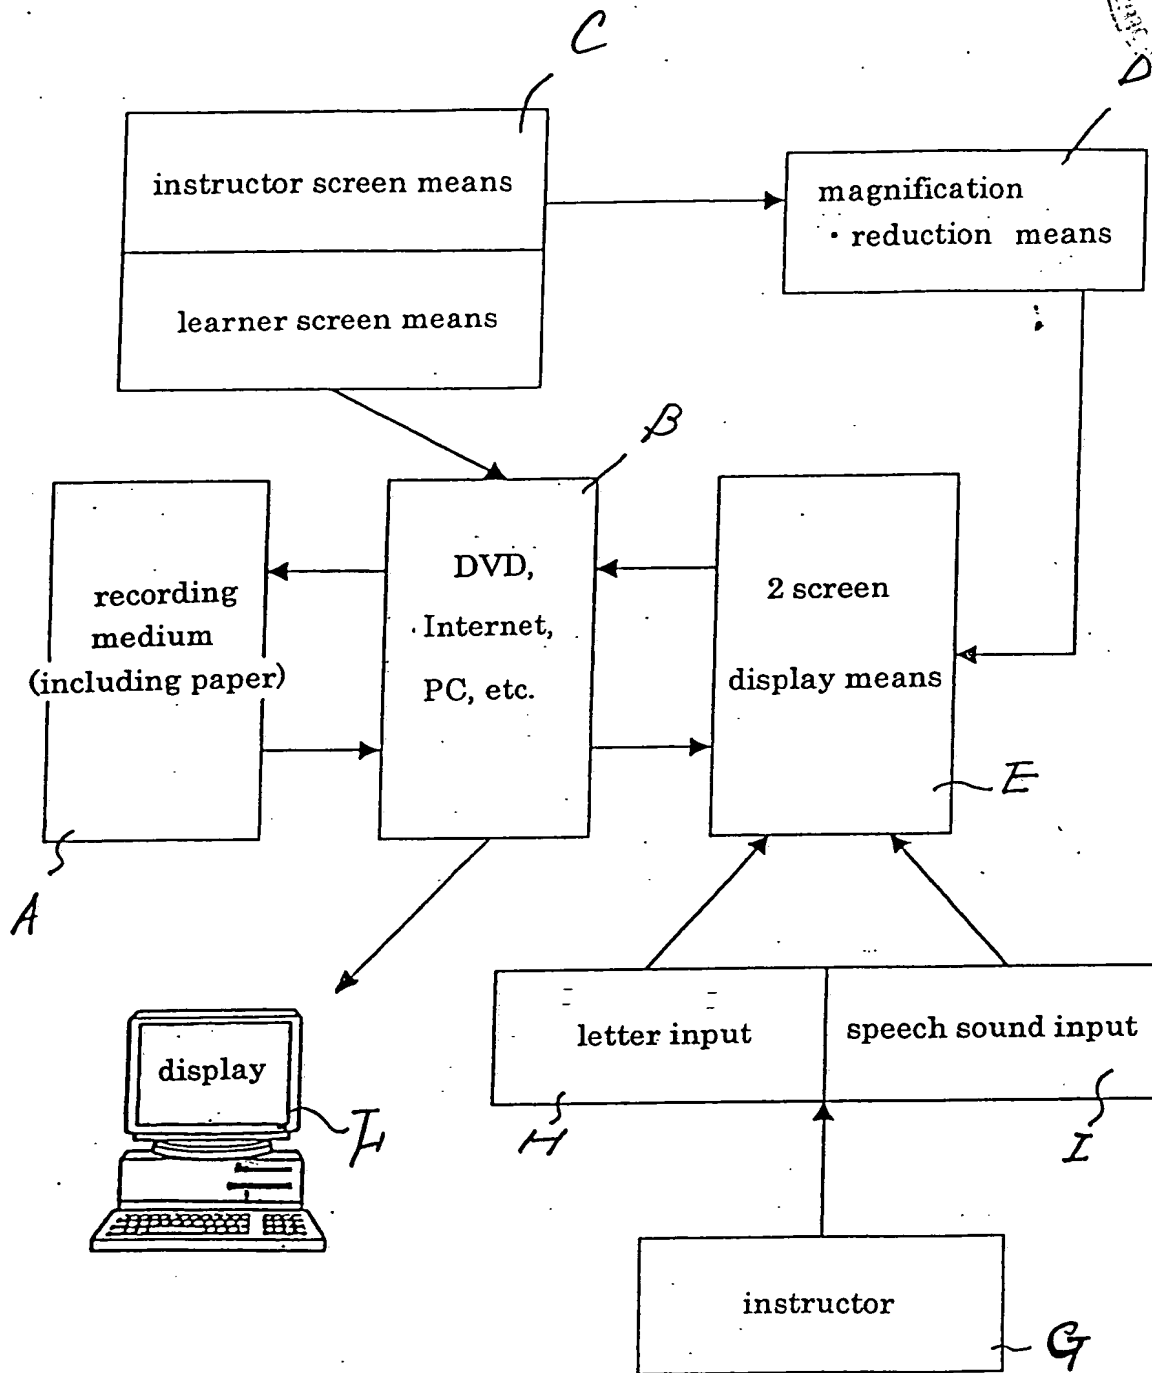 C
D
instructor screen means
magnification
・reduction means
learner screen means
B
recording
medium
(including paper)
DVD,
Internet,
PC, etc.
2 screen
display means
E
A
display
letter input
speech sound input
H
I
instructor
G